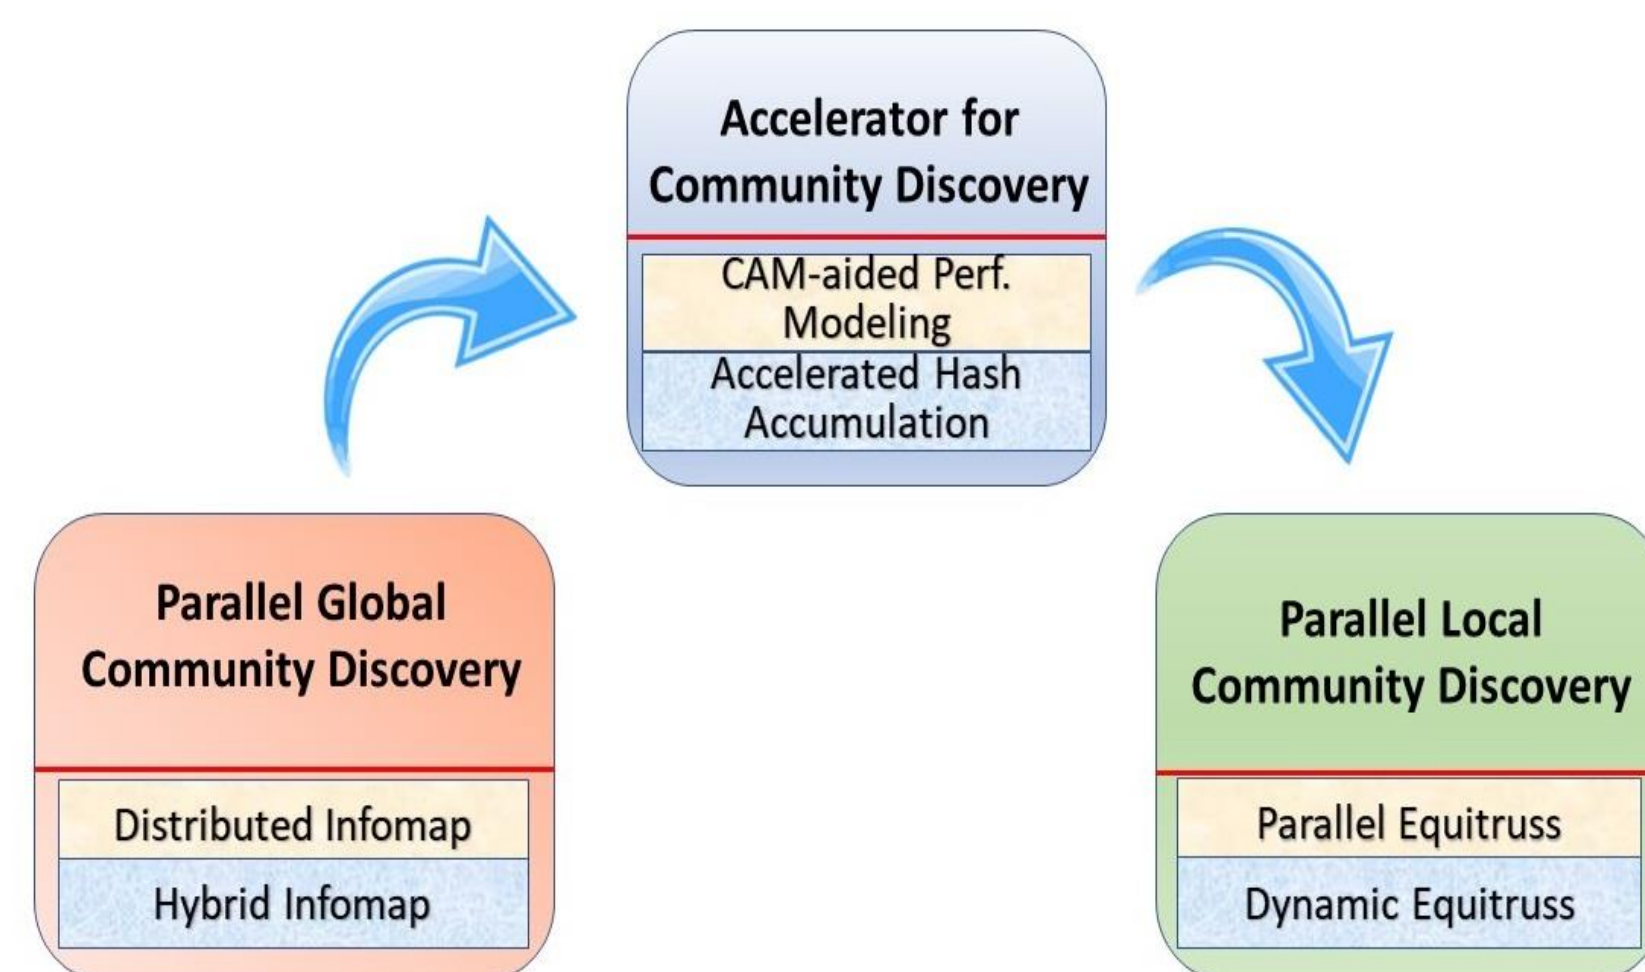 Accelerator for
Community Discovery
CAM-aided Perf.
Modeling
Accelerated Hash
Accumulation
Parallel Global
Community Discovery
Distributed Infomap
Hybrid Infomap
Parallel Local
Community Discovery
Parallel Equitruss
Dynamic Equitruss